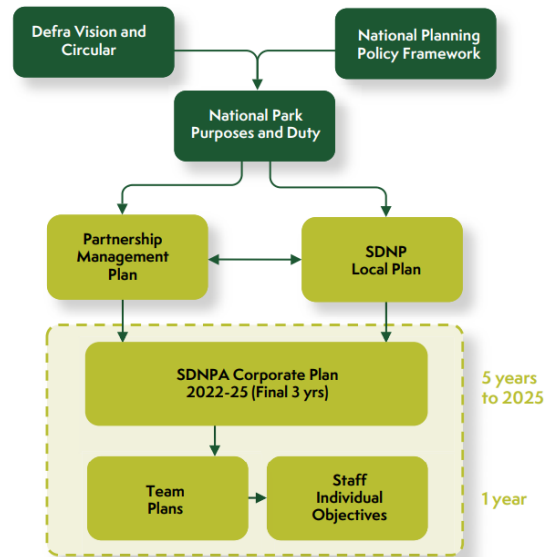 Defra Vision and
Circular
National Planning
Policy Framework
National Park
Purposes and Duty
Partnership
Management
Plan
SDNP
Local Plan
SDNPA Corporate Plan
2022-25 (Final 3 yrs)
5 years
to 2025
Team
Plans
Staff
Individual
Objectives
1 year